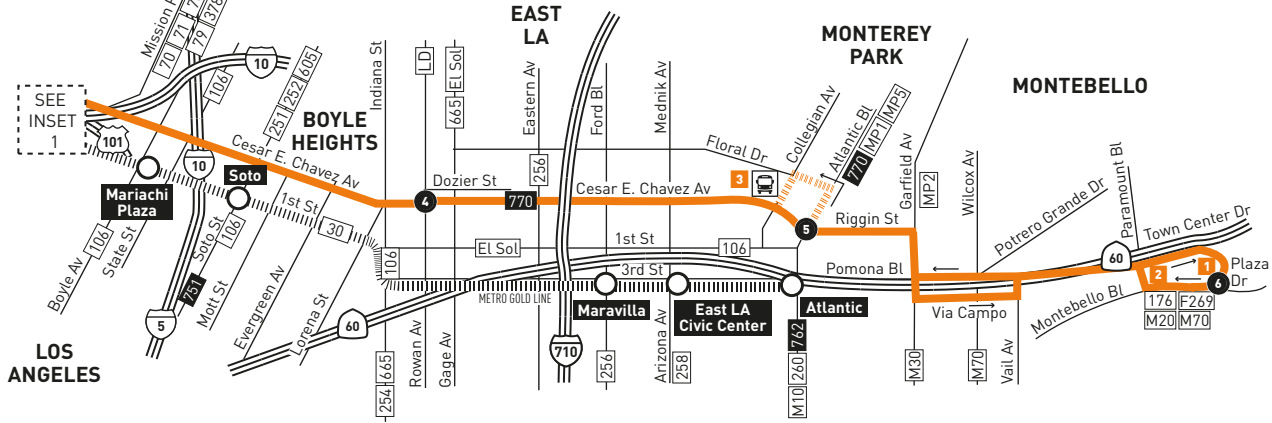 EAST
LA
MONTEREY
PARK
MONTEBELLO
BOYLE
HEIGHTS
LOS
ANGELES
SEE
INSET
1
101
10
10
5
60
710
60
70
71
79
378
106
251
252
605
Indiana St
LD
665
El Sol
Eastern Av
256
Ford Bl
Mednik Av
Floral Dr
Collegian Av
Atlantic Bl
770
MP1
MP5
Garfield Av
MP2
Wilcox Av
Potrero Grande Dr
Paramount Bl
Town Center Dr
Cesar E. Chavez Av
Dozier St
4
770
Cesar E. Chavez Av
3
5
Riggin St
Mariachi
Plaza
Soto
1st St
30
El Sol
1st St
106
106
3rd St
METRO GOLD LINE
Maravilla
East LA
Civic Center
Atlantic
Pomona Bl
Via Campo
2
1
6
Plaza
Dr
Montebello Bl
176
F269
M20
M70
Boyle Av
106
State St
Soto St
106
751
Mott St
Evergreen Av
Lorena St
254
665
Rowan Av
Gage Av
256
Arizona Av
258
762
M10
260
M30
M70
Vail Av